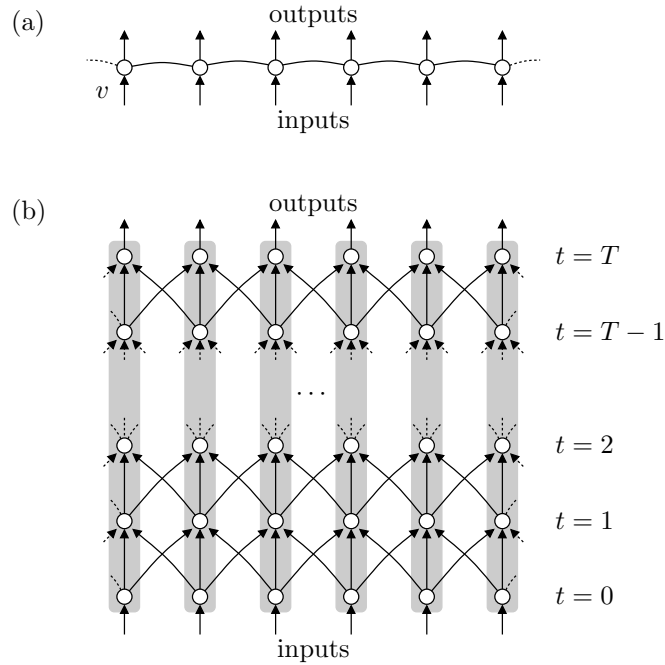 (a)
outputs
v
inputs
(b)
outputs
t = T
t = T − 1
...
t = 2
t = 1
t = 0
inputs